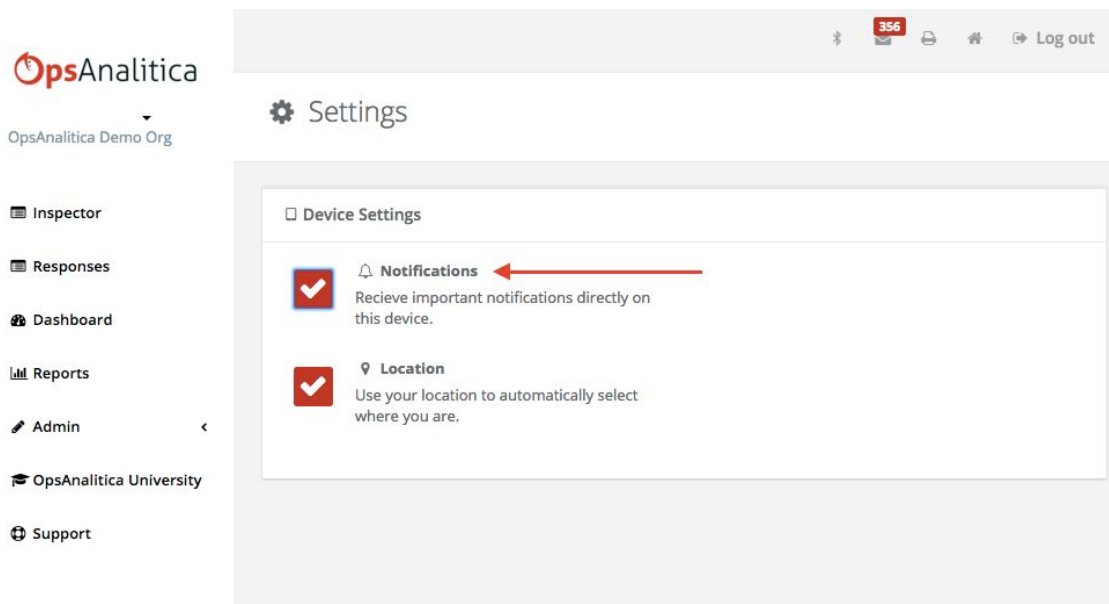 356
Log out
OpsAnalitica
OpsAnalitica Demo Org
Settings
Inspector
Responses
Dashboard
Reports
Admin
OpsAnalitica University
Support
Device Settings
Notifications
Recieve important notifications directly on
this device.
Location
Use your location to automatically select
where you are.